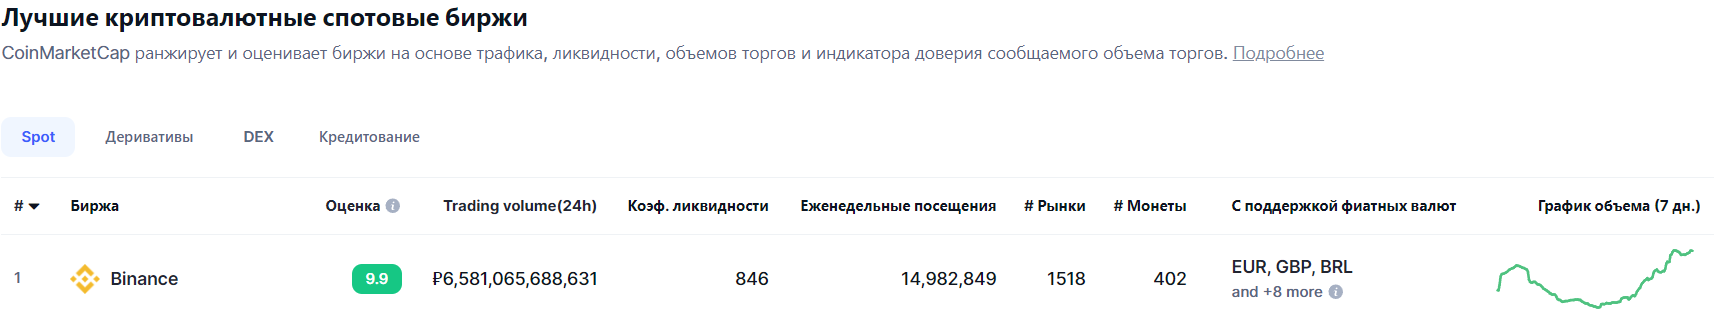 Лучшие криптовалютные спотовые биржи
CoinMarketCap ранжирует и оценивает биржи на основе трафика, ликвидности, объемов торгов и индикатора доверия сообщаемого объема торгов. Подробнее
Spot Деривативы DEX Кредитование
# Биржа Оценка Trading volume(24h) Коэф. ликвидности Еженедельные посещения # Рынки # Монеты С поддержкой фиатных валют График объема (7 дн.)
1 Binance 9.9 ₽6,581,065,688,631 846 14,982,849 1518 402 EUR, GBP, BRL
and +8 more